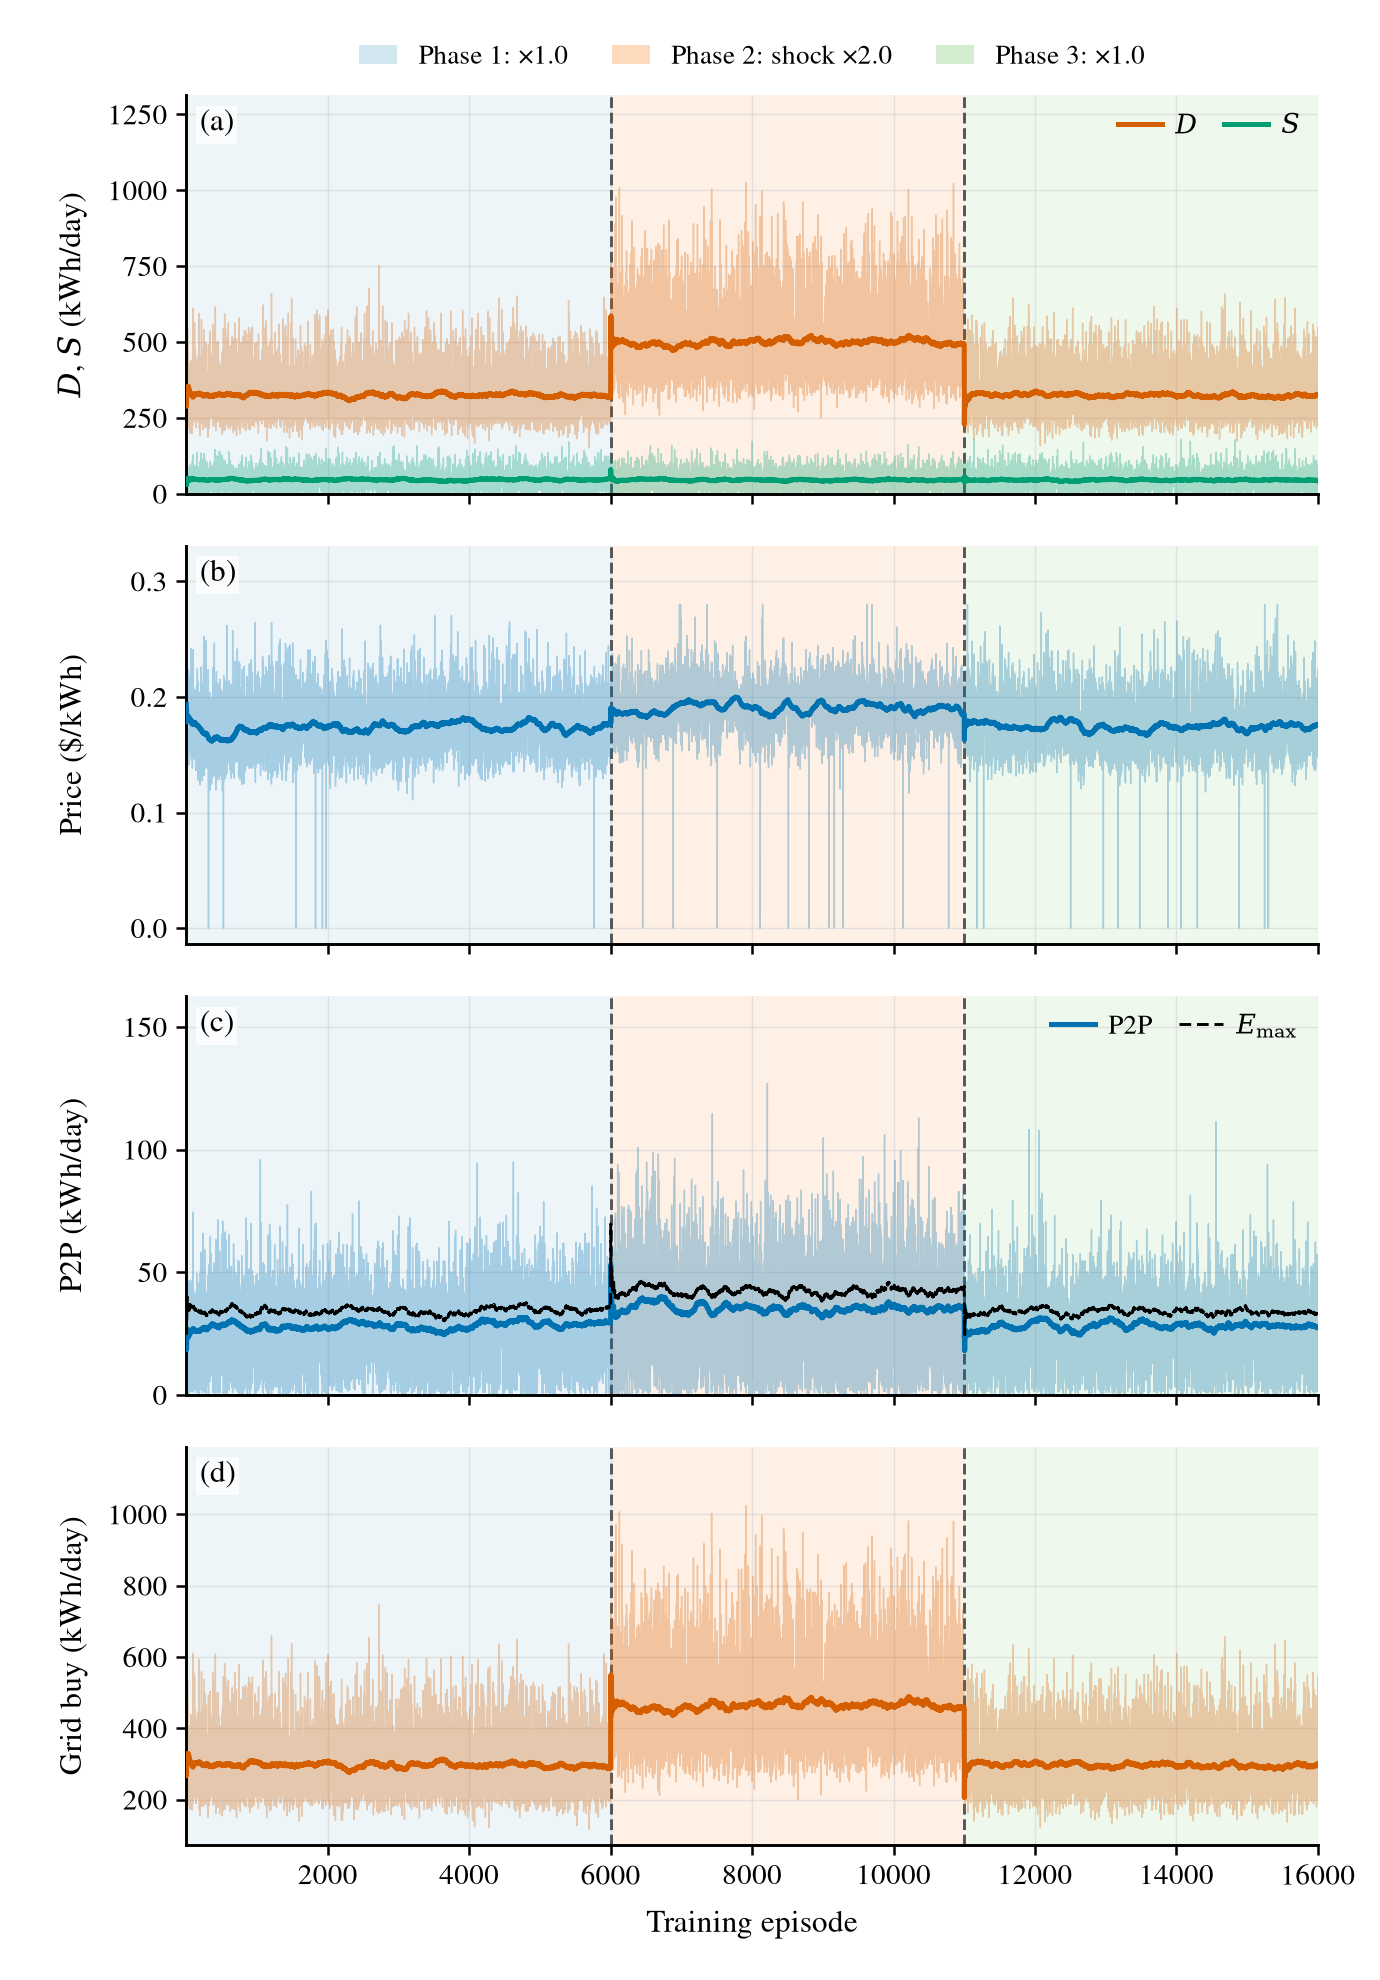 Phase 1: ×1.0 Phase 2: shock ×2.0 Phase 3: ×1.0
(a)
D S
D, S (kWh/day)
1250
1000
750
500
250
0
(b)
Price ($/kWh)
0.3
0.2
0.1
0.0
(c)
P2P E_max
P2P (kWh/day)
150
100
50
0
(d)
Grid buy (kWh/day)
1000
800
600
400
200
2000 4000 6000 8000 10000 12000 14000 16000
Training episode